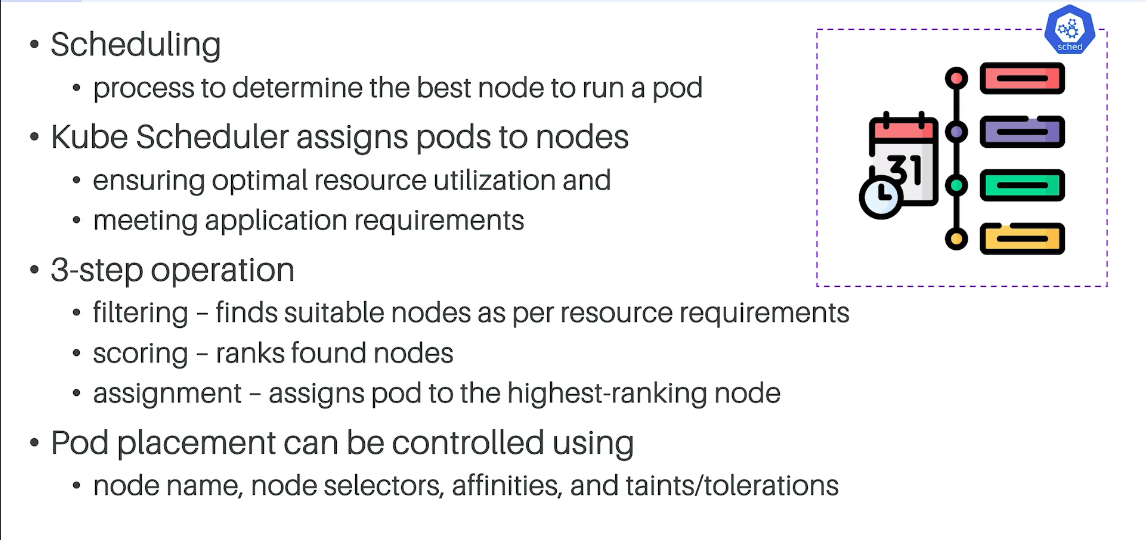 • Scheduling
• process to determine the best node to run a pod
• Kube Scheduler assigns pods to nodes
• ensuring optimal resource utilization and
• meeting application requirements
• 3-step operation
• filtering – finds suitable nodes as per resource requirements
• scoring – ranks found nodes
• assignment – assigns pod to the highest-ranking node
• Pod placement can be controlled using
• node name, node selectors, affinities, and taints/tolerations
sched
31